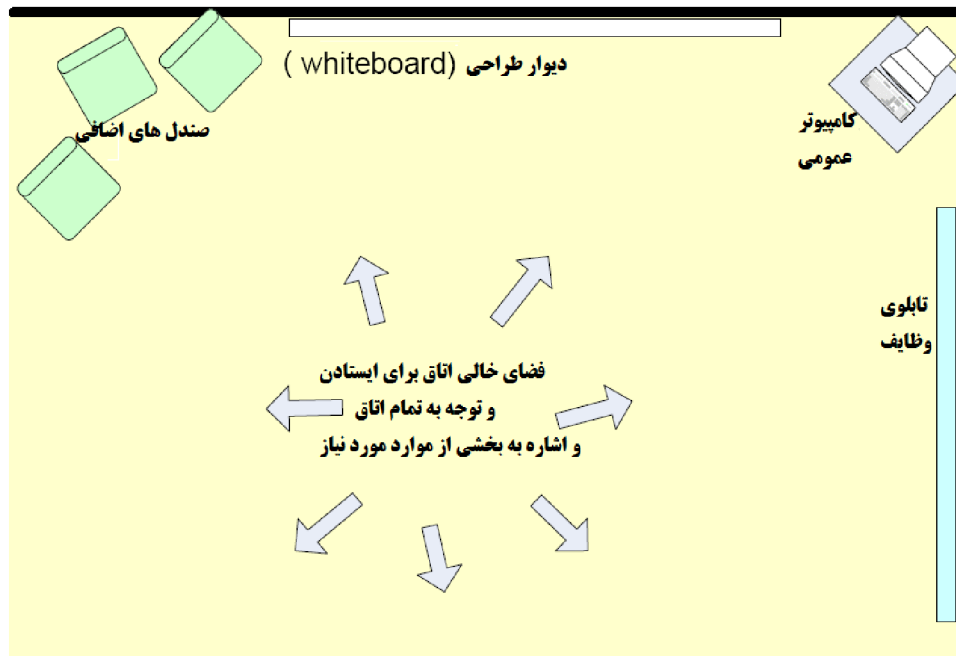 دیوار طراحی (whiteboard )
صندل های اضافی
کامپیوتر
عمومی
تابلوی
وظایف
فضای خالی اتاق برای ایستادن
و توجه به تمام اتاق
و اشاره به بخشی از موارد مورد نیاز